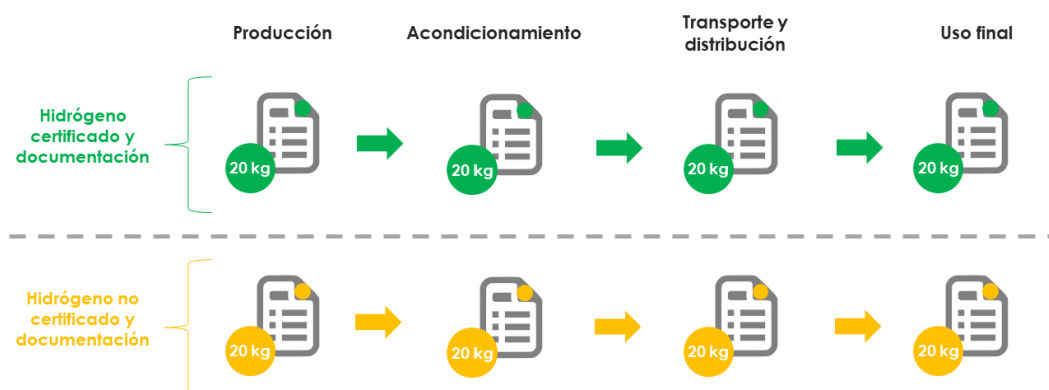 Producción
Acondicionamiento
Transporte y
distribución
Uso final
Hidrógeno
certificado y
documentación
20 kg
20 kg
20 kg
20 kg
Hidrógeno no
certificado y
documentación
20 kg
20 kg
20 kg
20 kg